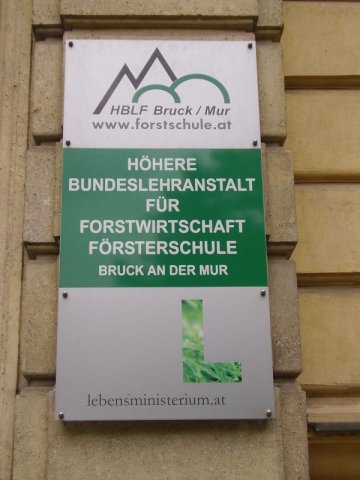 HBLF Bruck / Mur
www.forstschule.at
HÖHERE
BUNDESLEHRANSTALT
FÜR
FORSTWIRTSCHAFT
FÖRSTERSCHULE
BRUCK AN DER MUR
L
lebensministerium.at